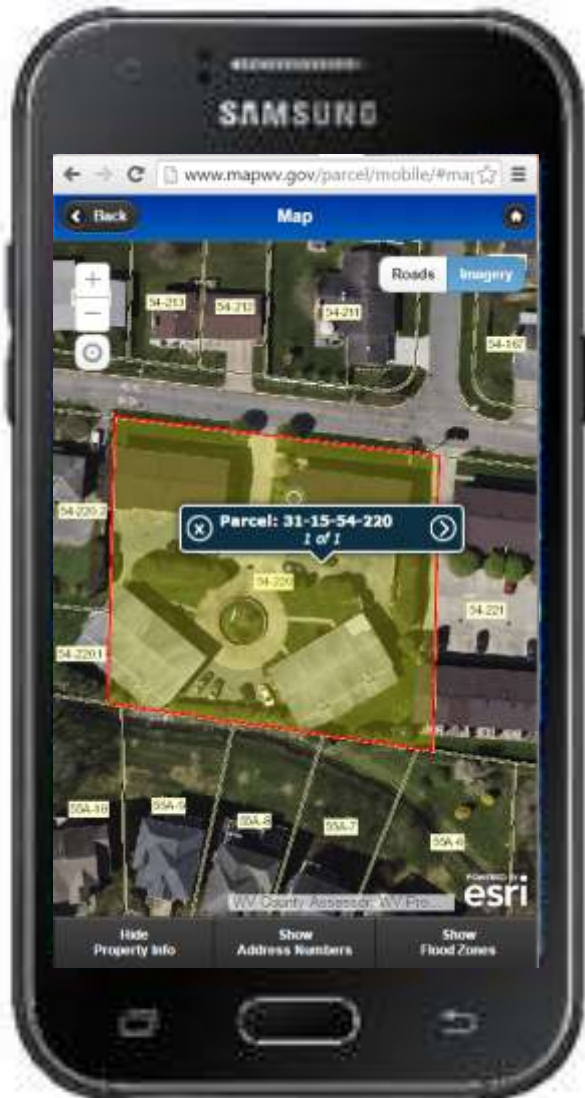 SAMSUNG
www.mapwv.gov/parcel/mobile/#map
Back
Map
Roads
Imagery
54-213
54-212
54-211
54-167
54-220.2
Parcel: 31-15-54-220
1 of 1
54-220
54-221
54-220.1
55A-10
55A-9
55A-8
55A-7
55A-6
POWERED BY
esri
WV County Assessor, WV Pro...
Hide
Property Info
Show
Address Numbers
Show
Flood Zones